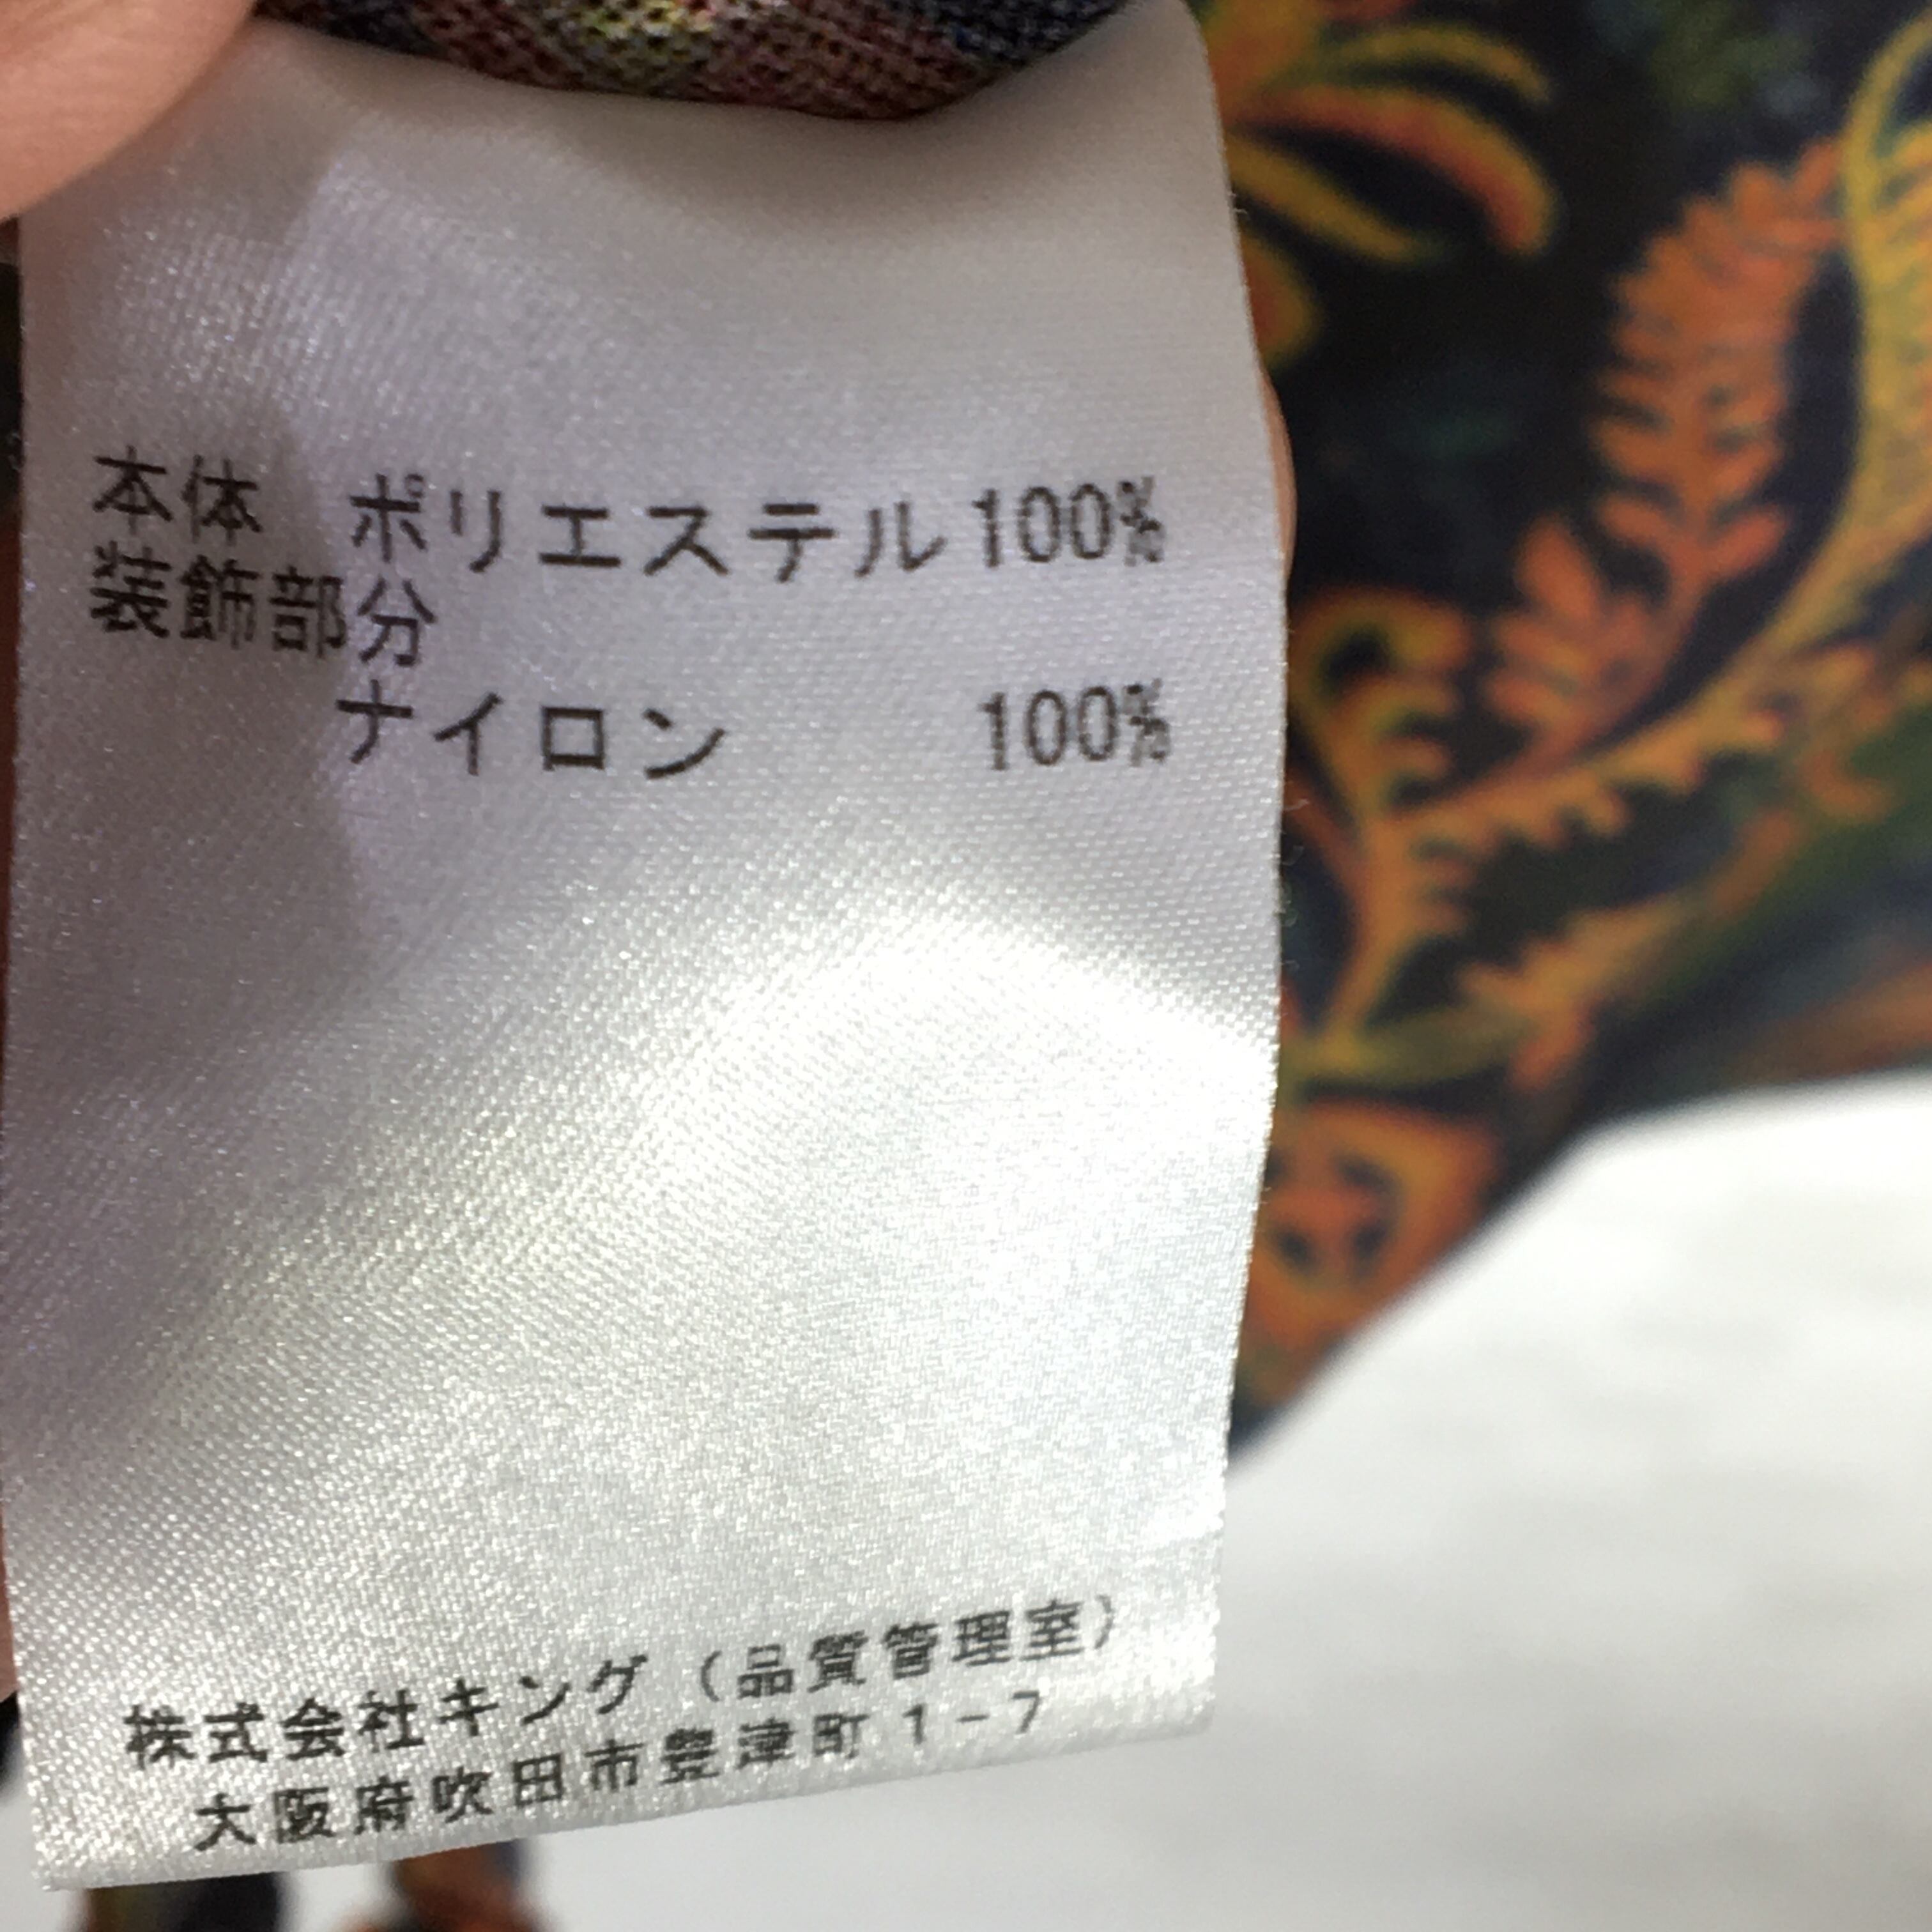 本体 ポリエステル100%
装飾部分
ナイロン 100%
株式会社キング（品質管理室）
大阪府吹田市豊津町1-7